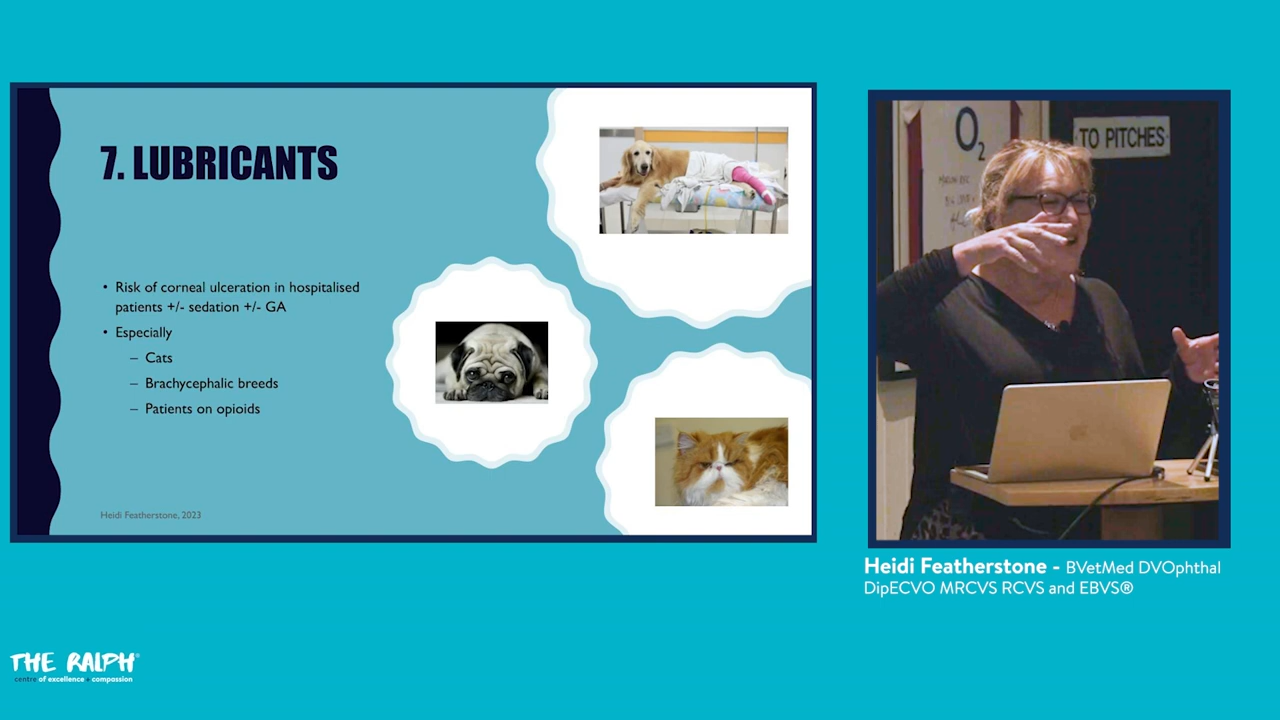 7. LUBRICANTS
• Risk of corneal ulceration in hospitalised
patients +/- sedation +/- GA
• Especially
– Cats
– Brachycephalic breeds
– Patients on opioids
Heidi Featherstone, 2023
O2
TO PITCHES
Heidi Featherstone - BVetMed DVOphthal
DipECVO MRCVS RCVS and EBVS®
THE RALPH®
centre of excellence + compassion